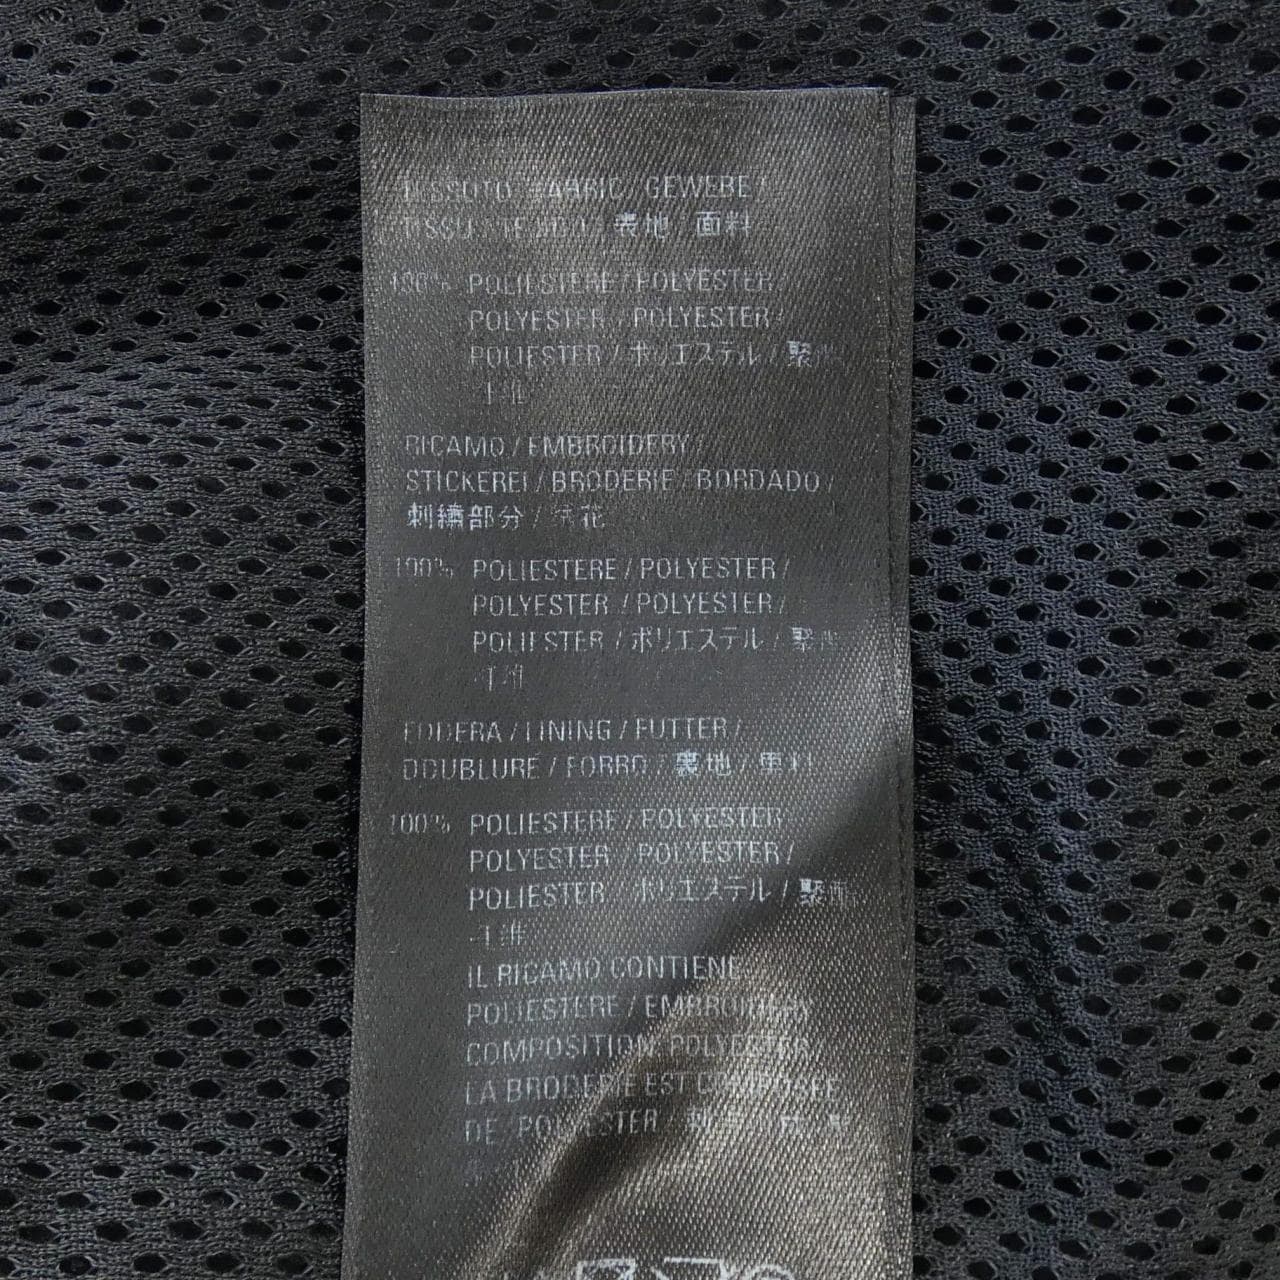 TESSUTO / FABRIC / GEWEBE /
TISSU / TEJIDO / 表地 / 面料
100% POLIESTERE / POLYESTER /
POLYESTER / POLYESTER /
POLIESTER / ポリエステル / 聚酯
纤维
RICAMO / EMBROIDERY /
STICKEREI / BRODERIE / BORDADO /
刺繍部分 / 绣花
100% POLIESTERE / POLYESTER /
POLYESTER / POLYESTER /
POLIESTER / ポリエステル / 聚酯
纤维
FODERA / LINING / FUTTER /
DOUBLURE / FORRO / 裏地 / 里料
100% POLIESTERE / POLYESTER
POLYESTER / POLYESTER /
POLIESTER / ポリエステル / 聚酯
纤维
IL RICAMO CONTIENE
POLIESTERE / EMBROIDERY
COMPOSITION: POLYESTER
LA BRODERIE EST COMPOSEE
DE POLYESTER